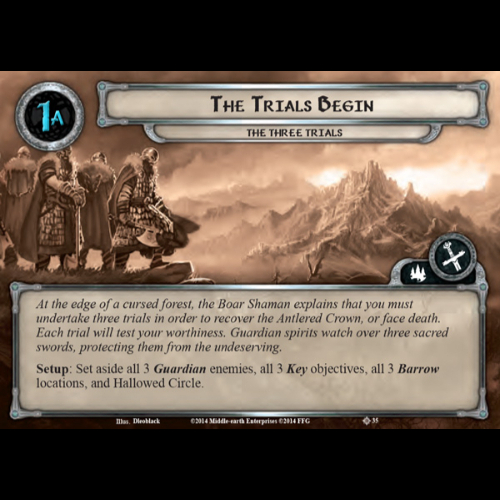 1A
THE TRIALS BEGIN
THE THREE TRIALS
At the edge of a cursed forest, the Boar Shaman explains that you must
undertake three trials in order to recover the Antlered Crown, or face death.
Each trial will test your worthiness. Guardian spirits watch over three sacred
swords, protecting them from the undeserving.
Setup: Set aside all 3 Guardian enemies, all 3 Key objectives, all 3 Barrow
locations, and Hallowed Circle.
Illus. Dleoblack ©2014 Middle-earth Enterprises ©2014 FFG 35